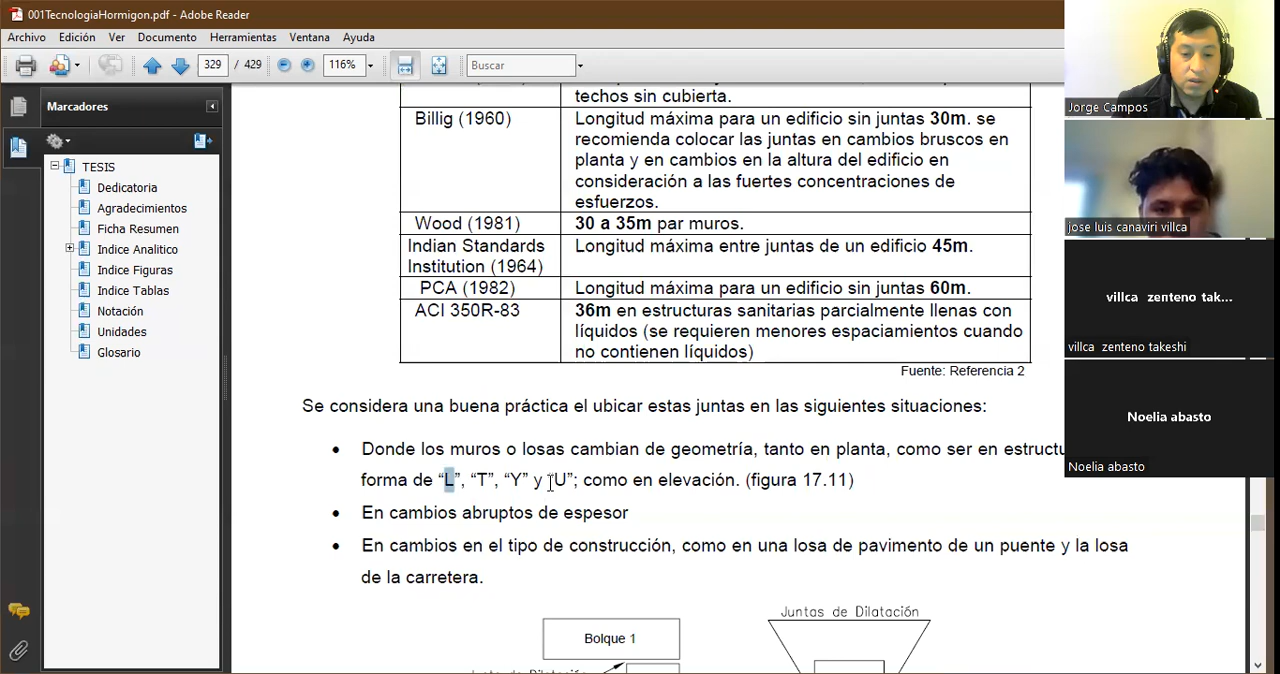 001TecnologiaHormigon.pdf - Adobe Reader
Archivo Edición Ver Documento Herramientas Ventana Ayuda
329 / 429 116% Buscar
Marcadores
TESIS
Dedicatoria
Agradecimientos
Ficha Resumen
Indice Analitico
Indice Figuras
Indice Tablas
Notación
Unidades
Glosario
techos sin cubierta.
Billig (1960) Longitud máxima para un edificio sin juntas 30m. se
recomienda colocar las juntas en cambios bruscos en
planta y en cambios en la altura del edificio en
consideración a las fuertes concentraciones de
esfuerzos.
Wood (1981) 30 a 35m par muros.
Indian Standards Longitud máxima entre juntas de un edificio 45m.
Institution (1964)
PCA (1982) Longitud máxima para un edificio sin juntas 60m.
ACI 350R-83 36m en estructuras sanitarias parcialmente llenas con
líquidos (se requieren menores espaciamientos cuando
no contienen líquidos)
Fuente: Referencia 2
Se considera una buena práctica el ubicar estas juntas en las siguientes situaciones:
• Donde los muros o losas cambian de geometría, tanto en planta, como ser en estructu
forma de “L”, “T”, “Y” y “U”; como en elevación. (figura 17.11)
• En cambios abruptos de espesor
• En cambios en el tipo de construcción, como en una losa de pavimento de un puente y la losa
de la carretera.
Juntas de Dilatación
Bolque 1
Jorge Campos
jose luis canaviri villca
villca zenteno tak...
villca zenteno takeshi
Noelia abasto
Noelia abasto